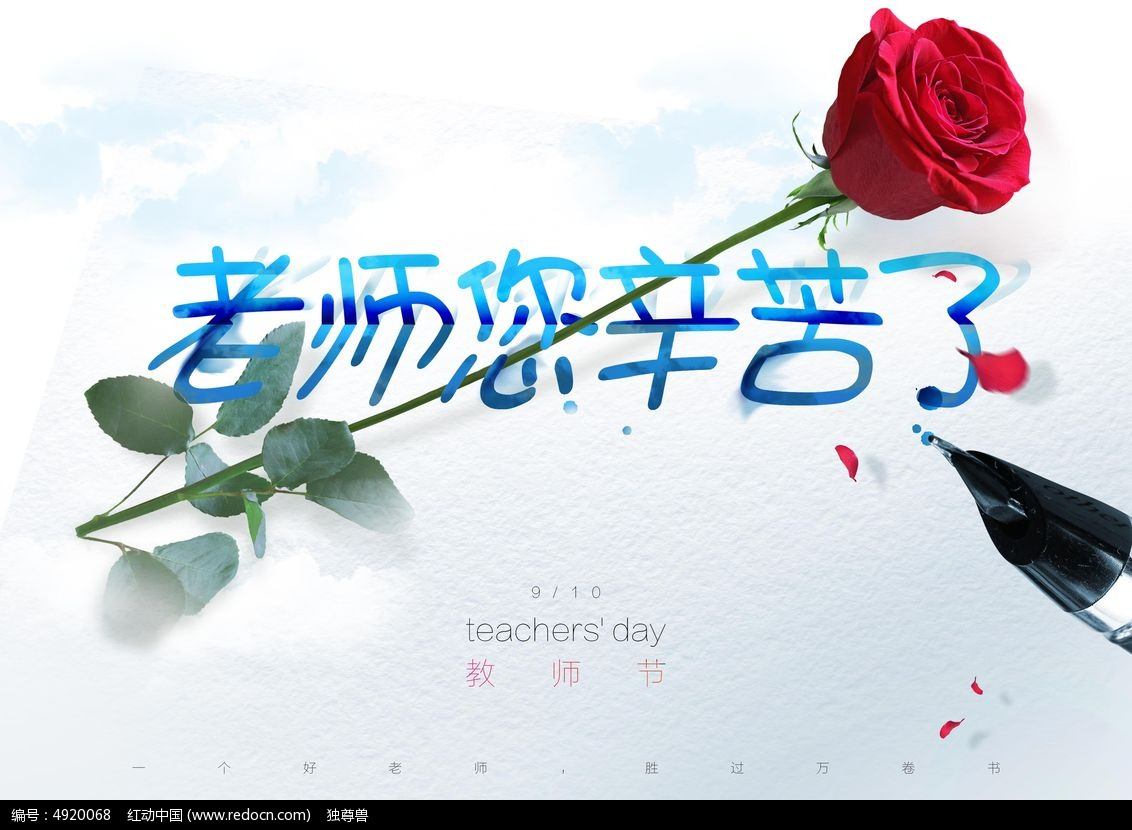 老师您辛苦了
9/10
teachers' day
教师节
一个好老师，胜过万卷书
编号：4920068 红动中国 (www.redocn.com) 独尊兽